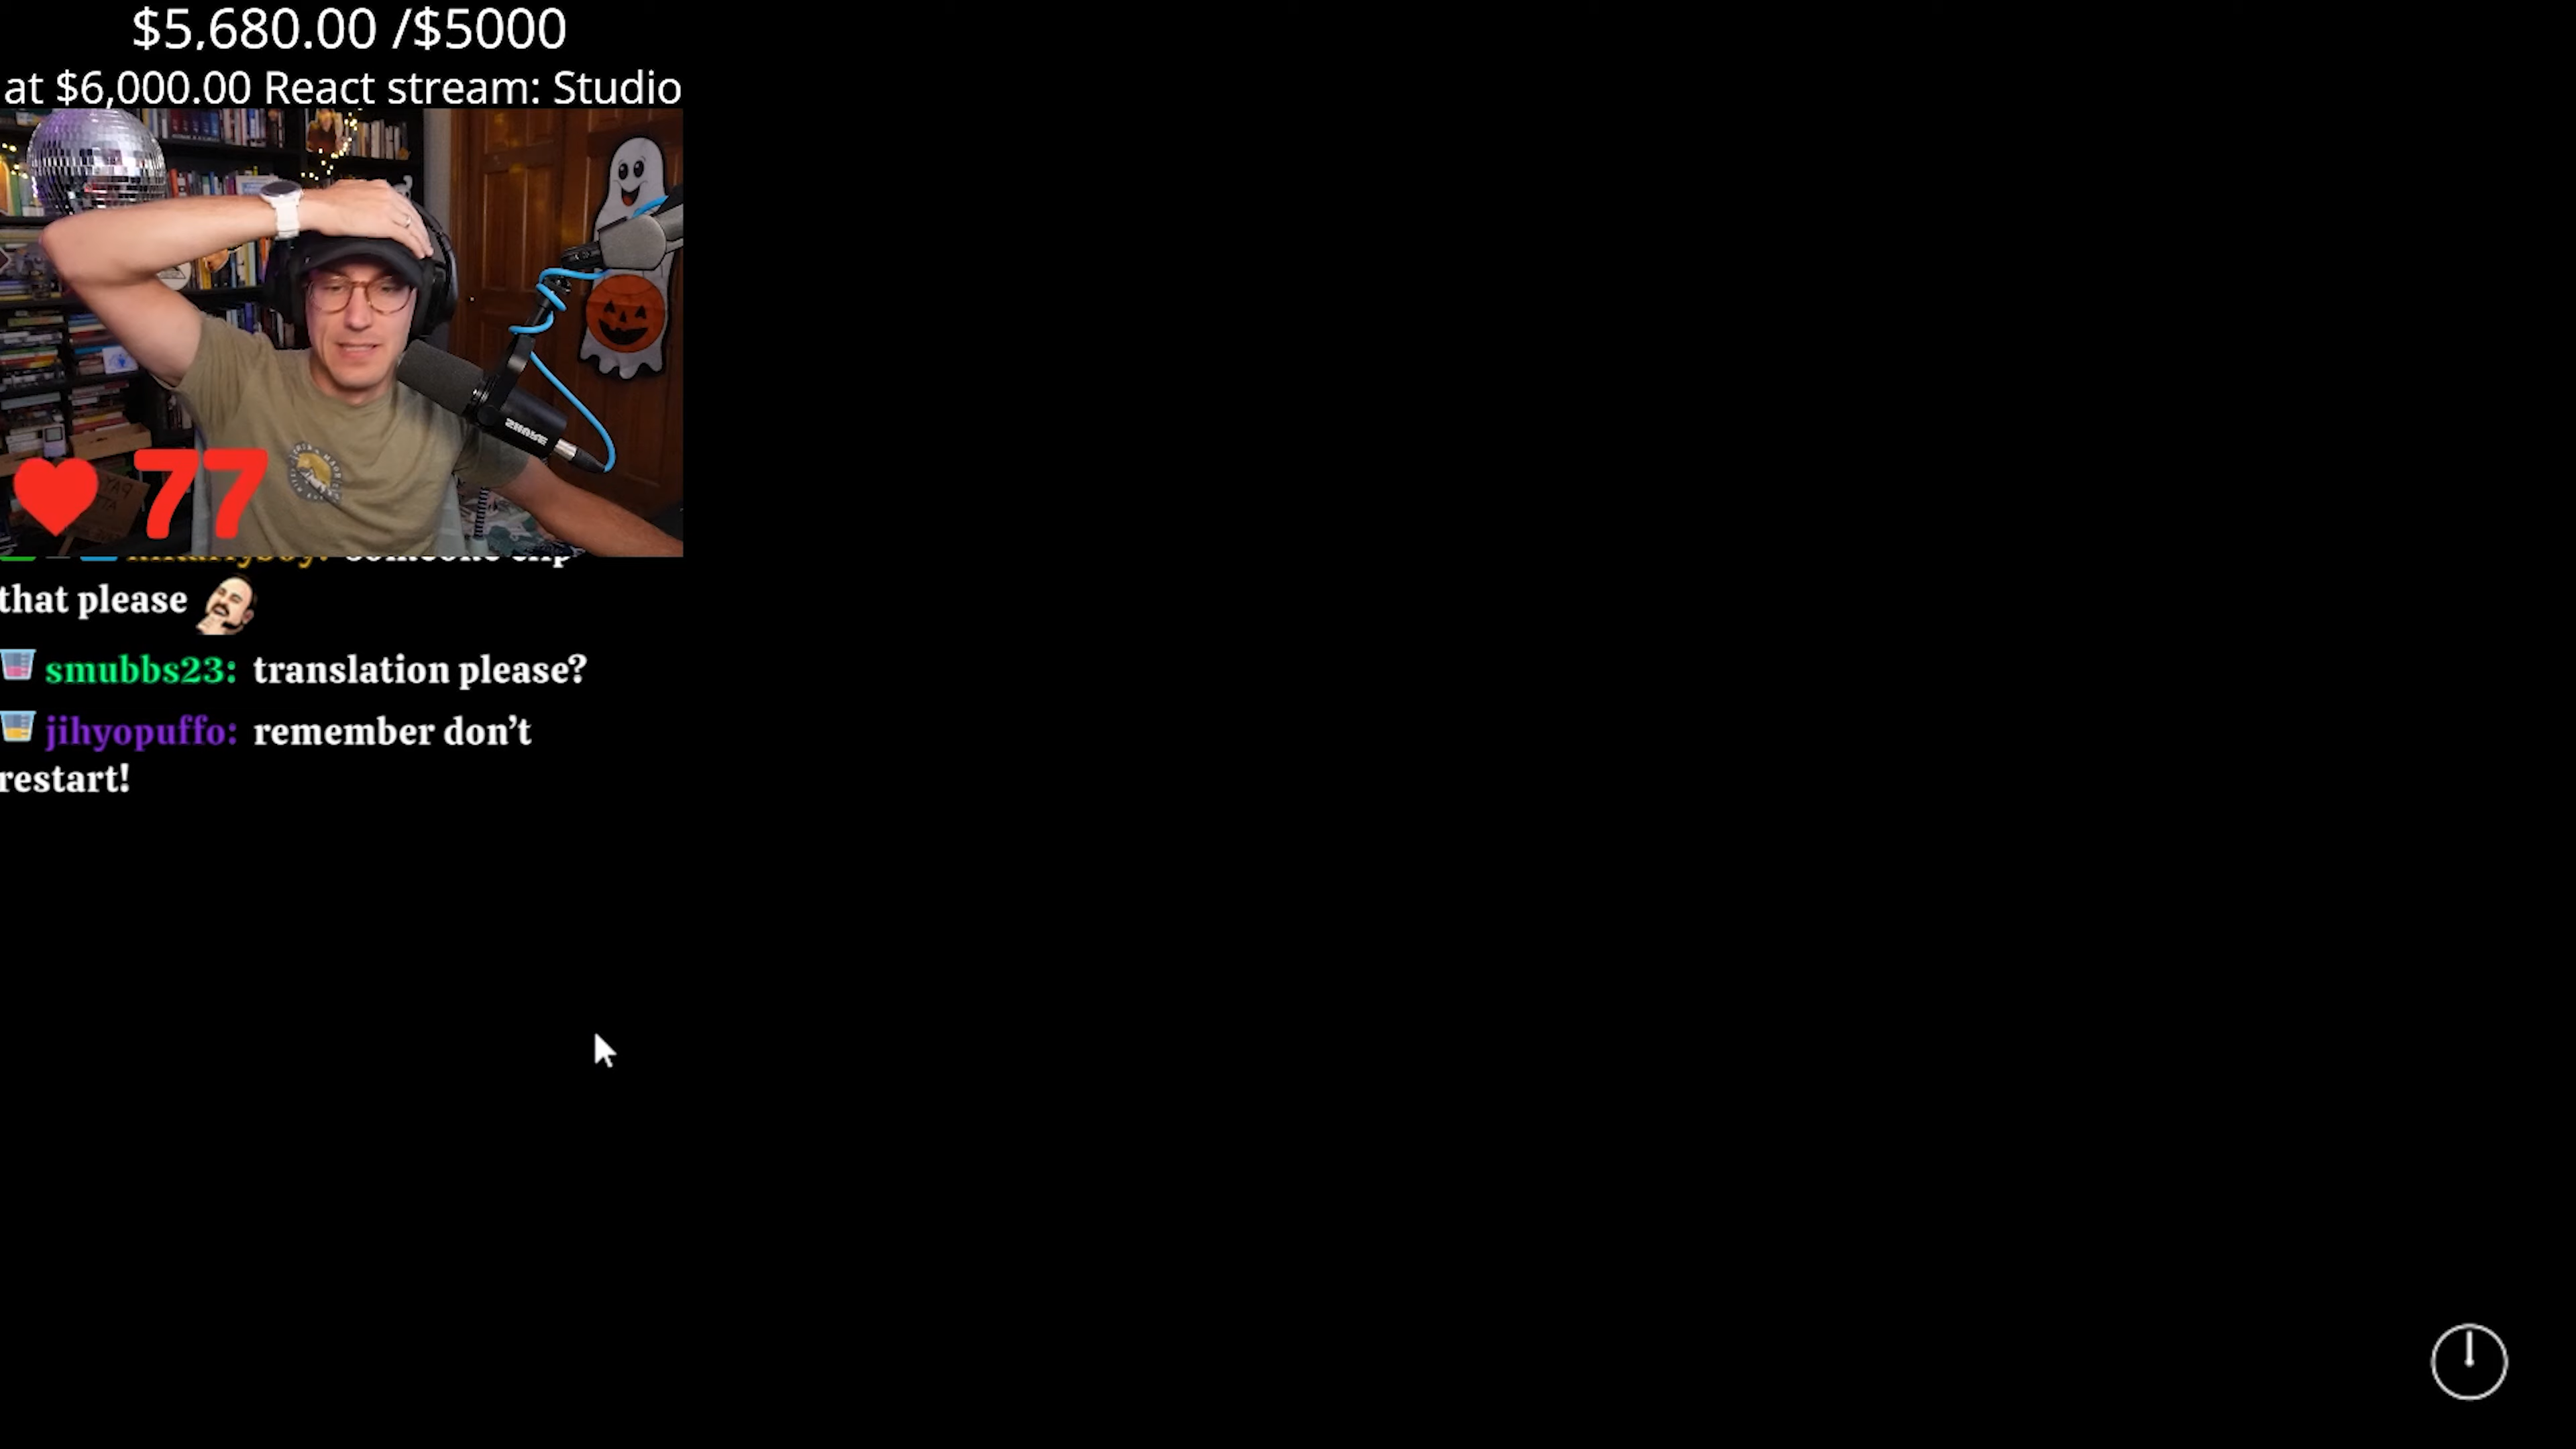 $5,680.00 /$5000
at $6,000.00 React stream: Studio
77
that please
smubbs23: translation please?
jihyopuffo: remember don't
restart!